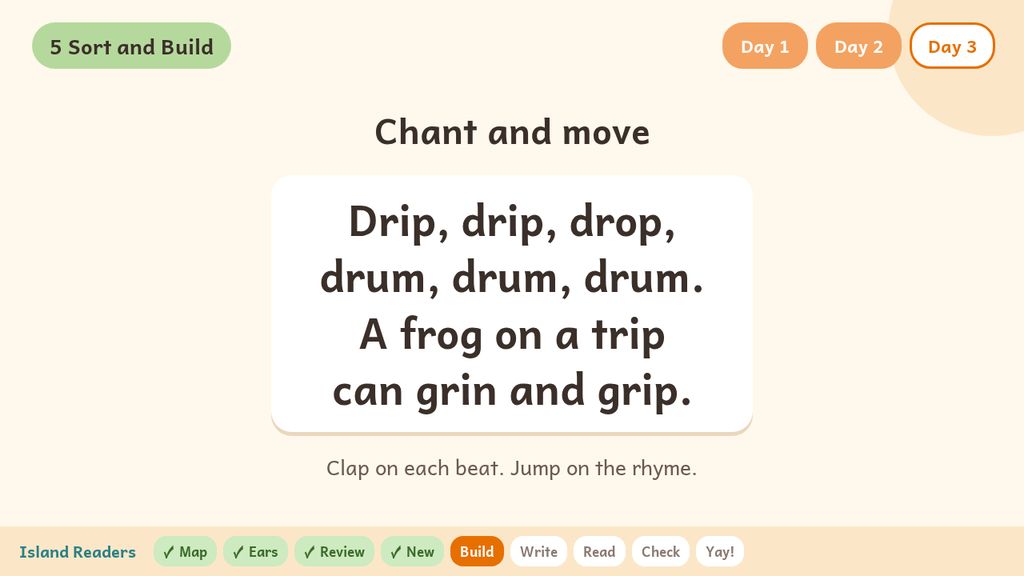 5 Sort and Build
Day 1
Day 2
Day 3
Chant and move
Drip, drip, drop,
drum, drum, drum.
A frog on a trip
can grin and grip.
Clap on each beat. Jump on the rhyme.
Island Readers
✓ Map
✓ Ears
✓ Review
✓ New
Build
Write
Read
Check
Yay!